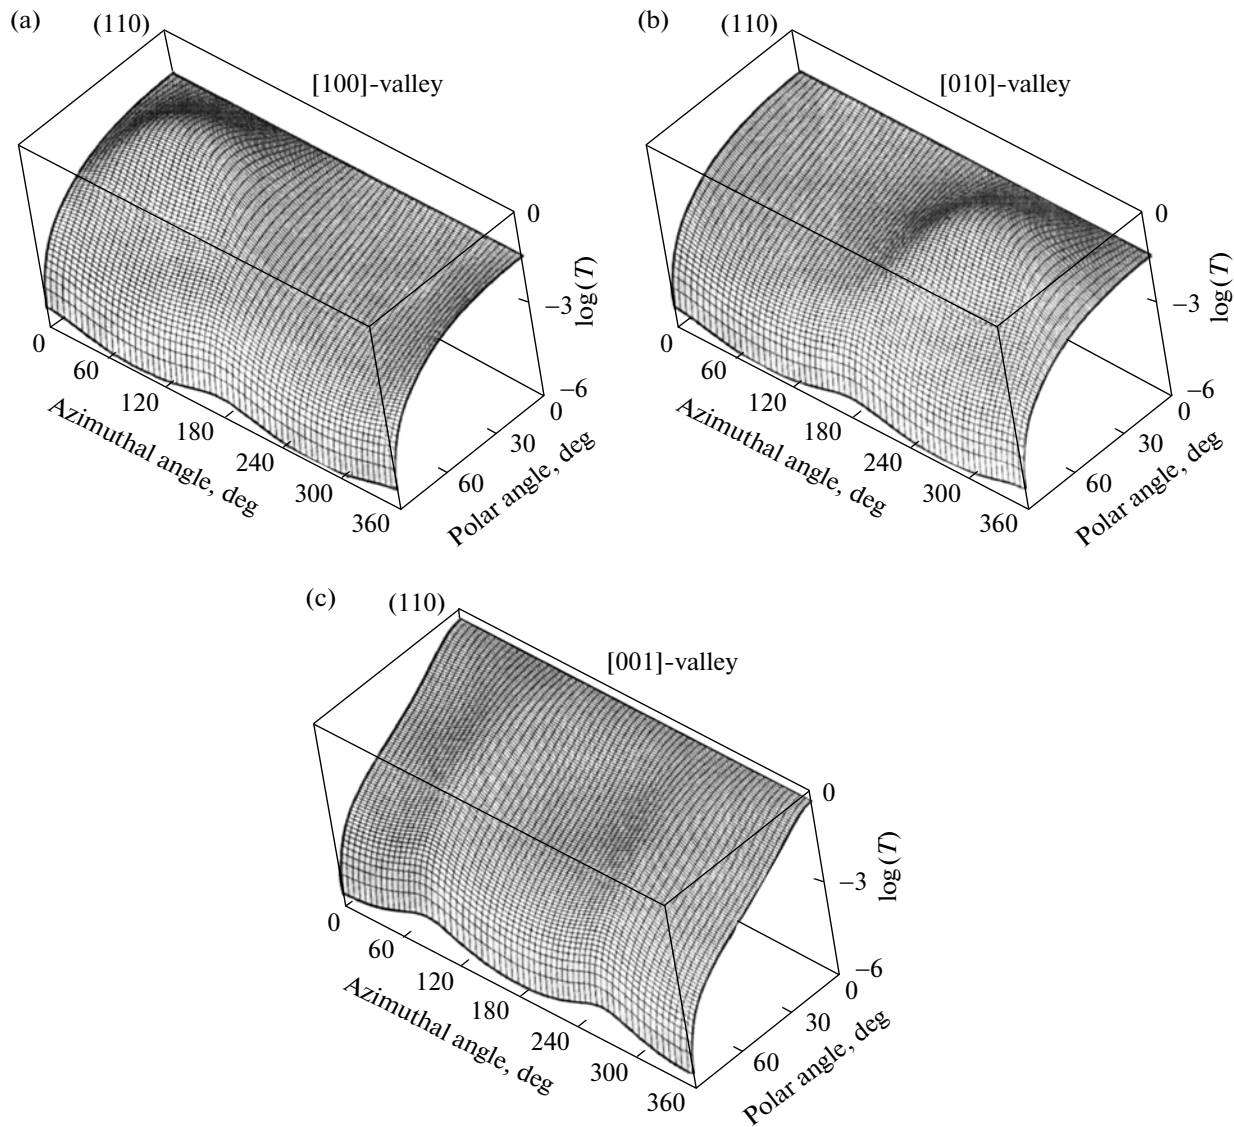 (a)
(110)
[100]-valley
0
−3
−6
log(T)
0
60
120
180
240
300
360
Azimuthal angle, deg
0
30
60
Polar angle, deg
(b)
(110)
[010]-valley
0
−3
−6
log(T)
0
60
120
180
240
300
360
Azimuthal angle, deg
0
30
60
Polar angle, deg
(c)
(110)
[001]-valley
0
−3
−6
log(T)
0
60
120
180
240
300
360
Azimuthal angle, deg
0
30
60
Polar angle, deg